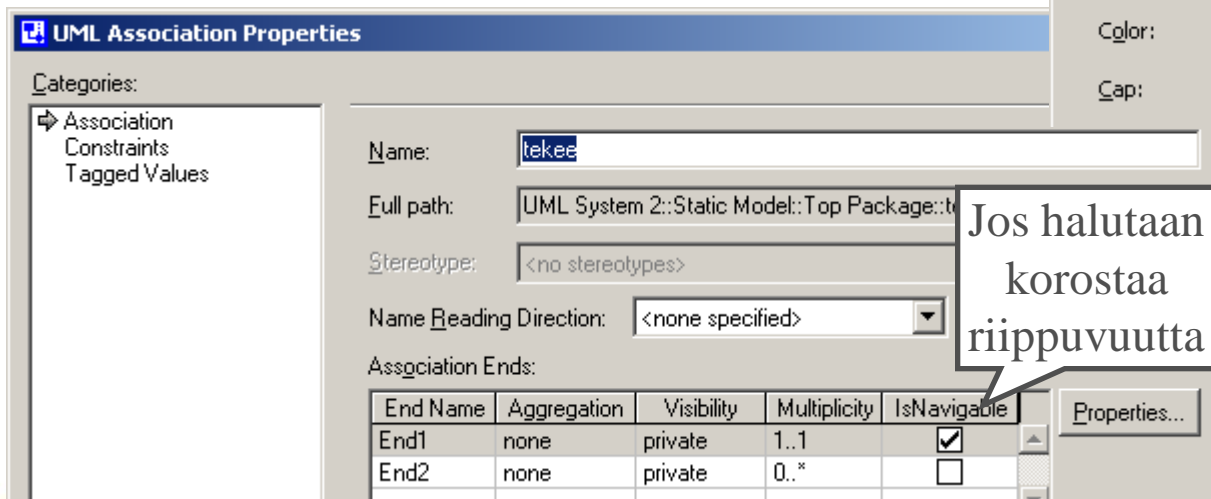 UML Association Properties
Color:
Categories:
Cap:
Association
Constraints
Tagged Values
Name: tekee
Full path: UML System 2::Static Model::Top Package::
Stereotype: <no stereotypes>
Name Reading Direction: <none specified>
Jos halutaan
korostaa
riippuvuutta
Association Ends:
End Name Aggregation Visibility Multiplicity IsNavigable
Properties...
End1 none private 1..1
End2 none private 0..*